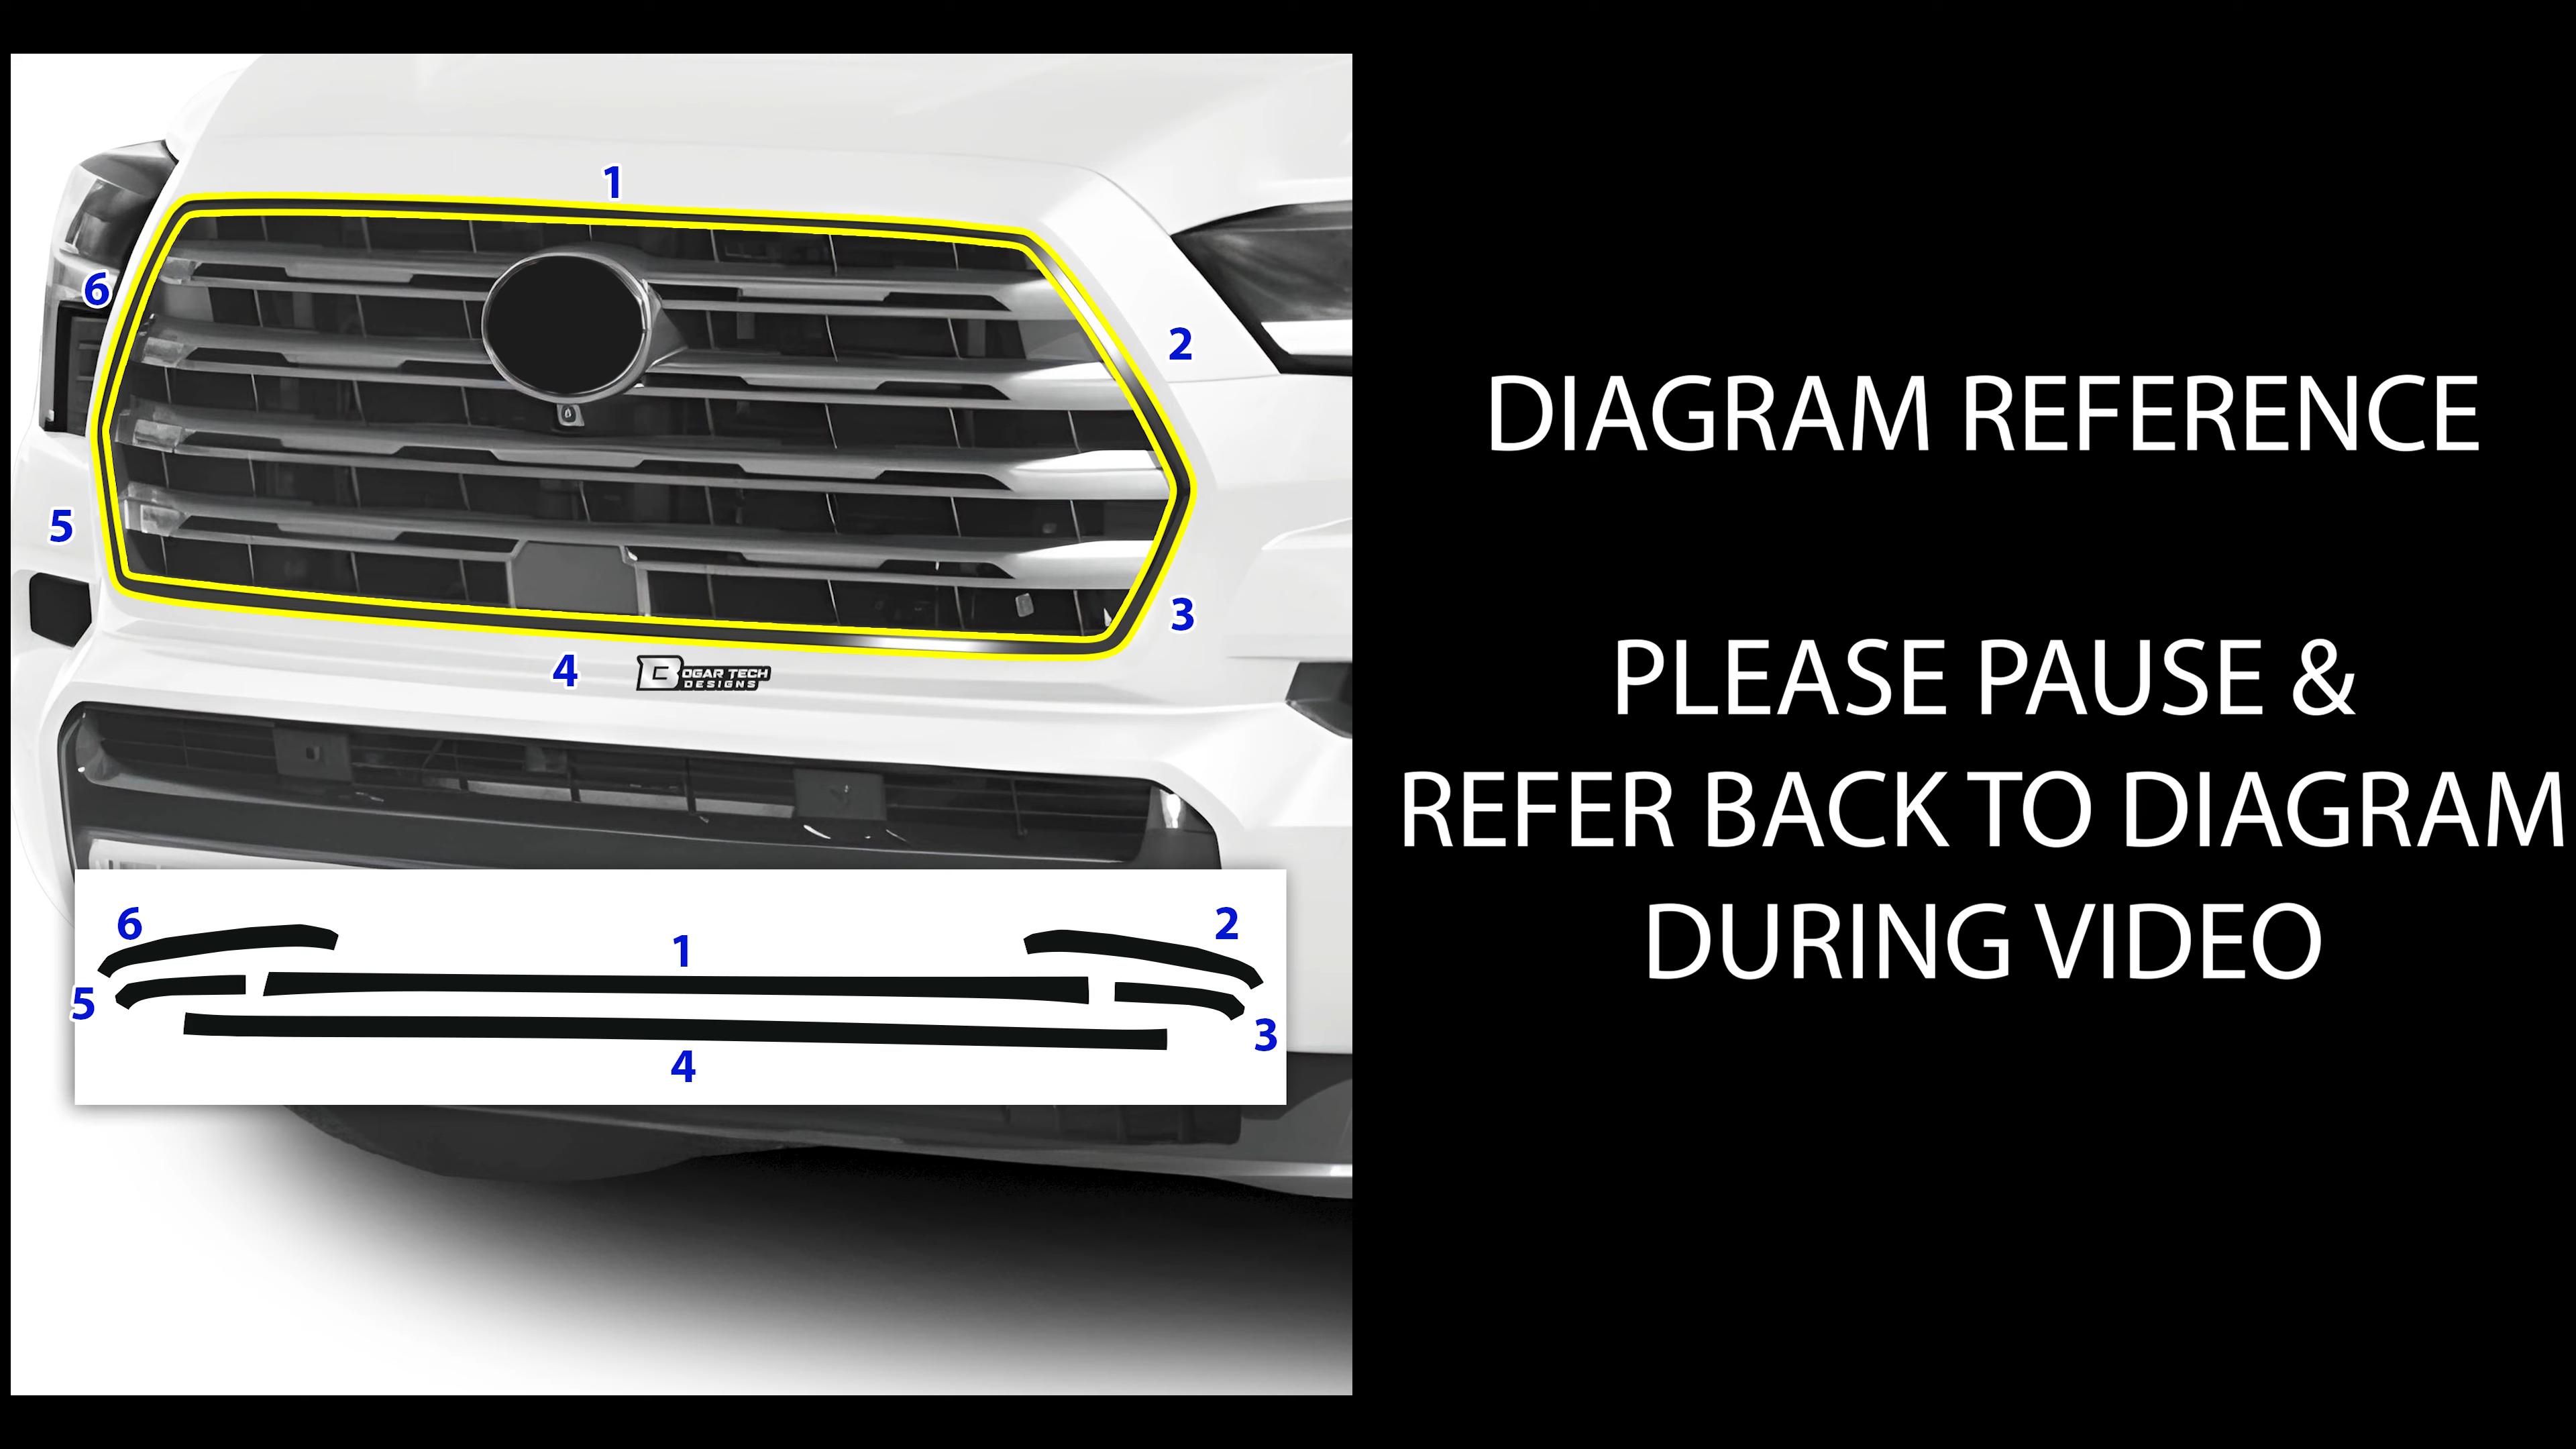 1
6
2
5
3
4
BOGAR TECH
DESIGNS
6
2
1
5
3
4
DIAGRAM REFERENCE
PLEASE PAUSE &
REFER BACK TO DIAGRAM
DURING VIDEO